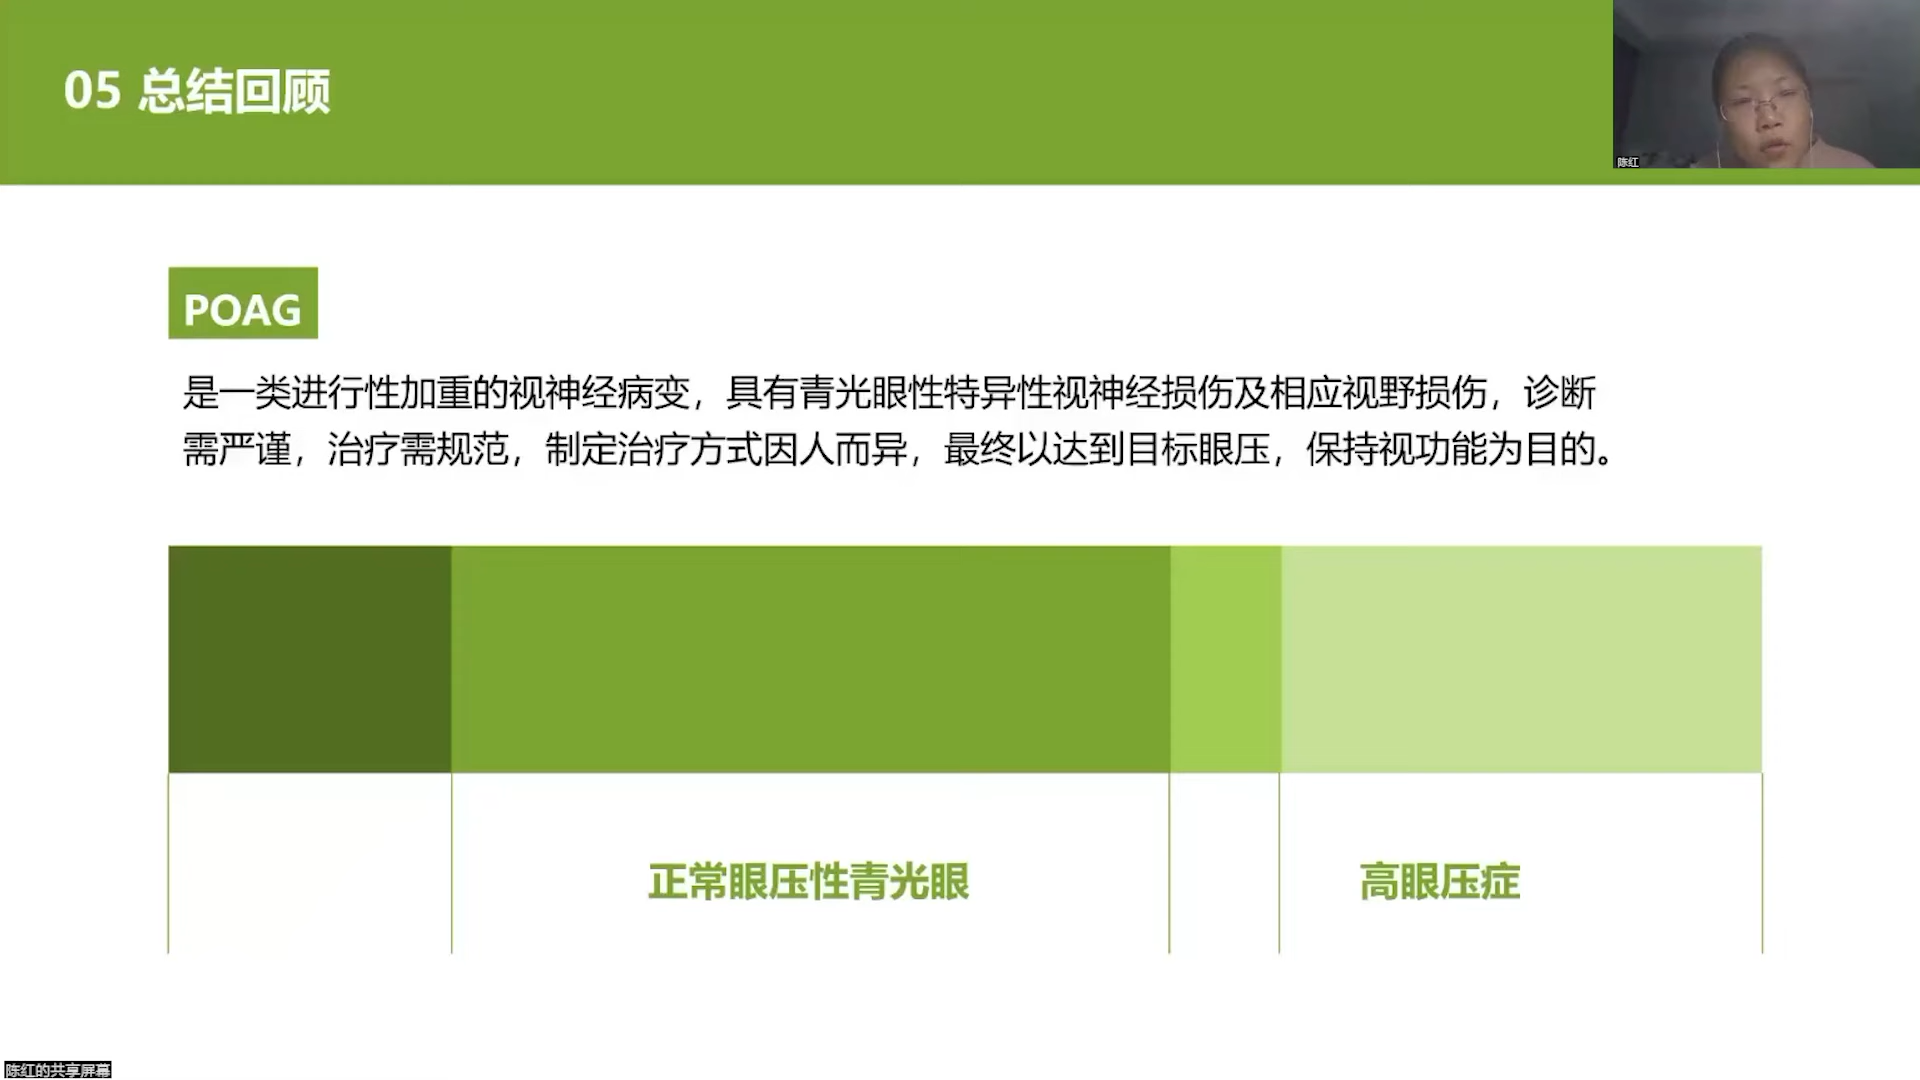 05 总结回顾
陈红
POAG
是一类进行性加重的视神经病变，具有青光眼性特异性视神经损伤及相应视野损伤，诊断
需严谨，治疗需规范，制定治疗方式因人而异，最终以达到目标眼压，保持视功能为目的。
正常眼压性青光眼
高眼压症
陈红的共享屏幕